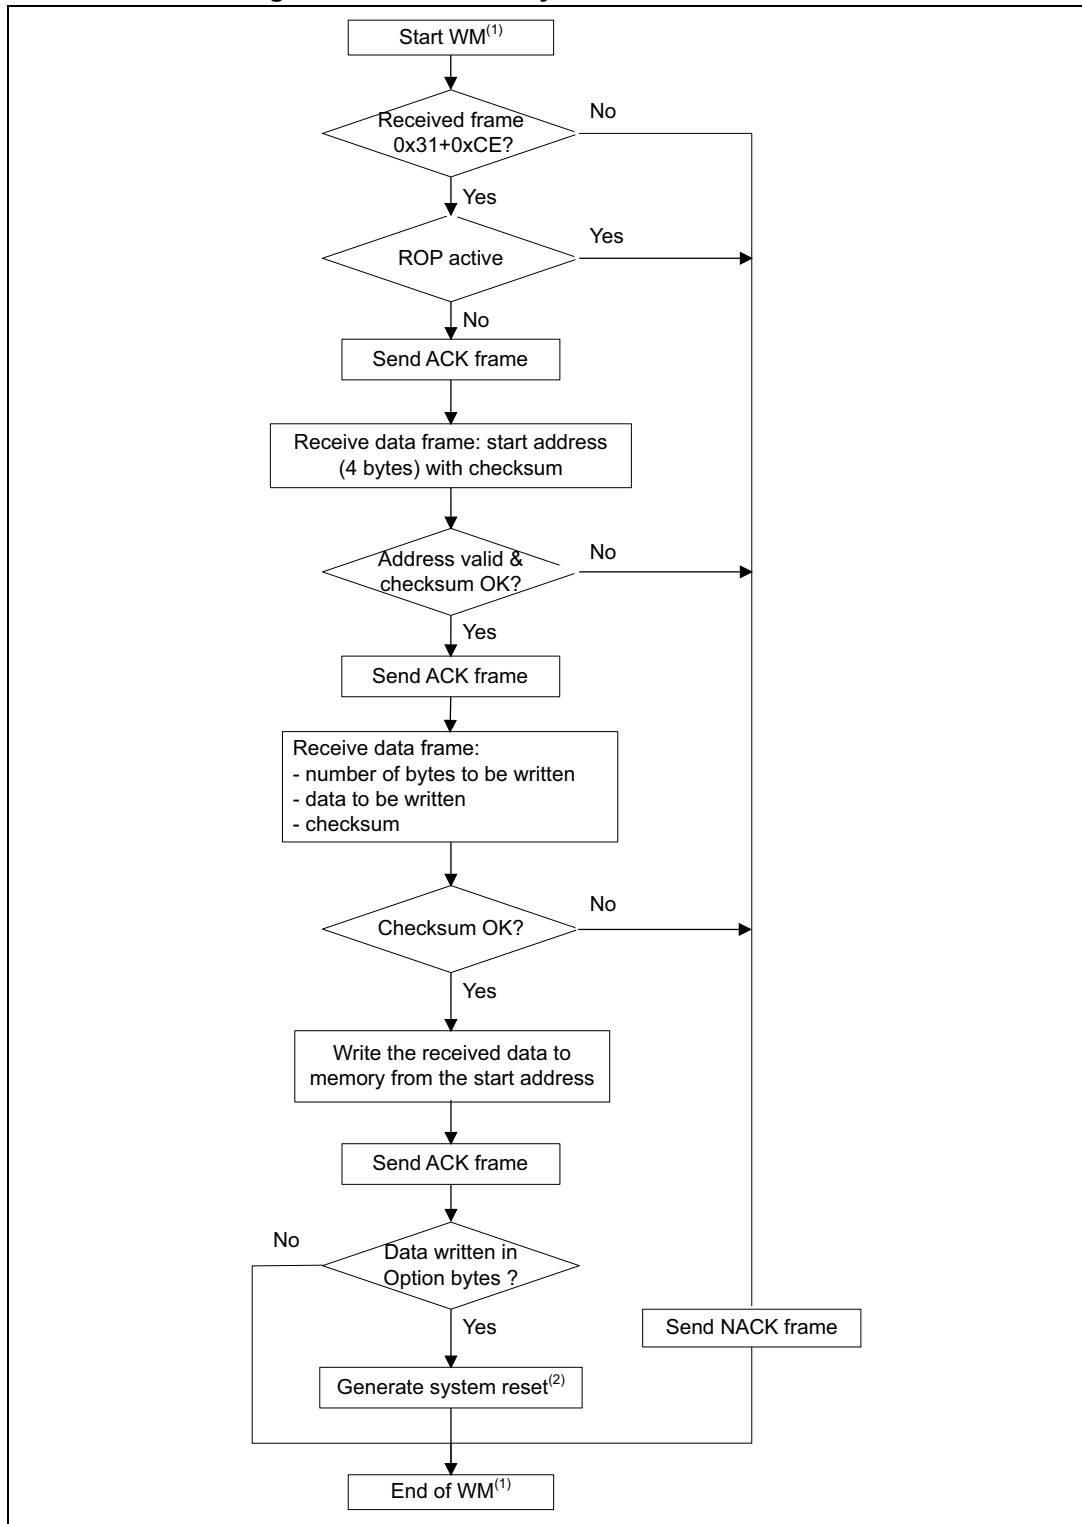 Start WM(1)
Received frame
0x31+0xCE?
No
Yes
ROP active
Yes
No
Send ACK frame
Receive data frame: start address
(4 bytes) with checksum
Address valid &
checksum OK?
No
Yes
Send ACK frame
Receive data frame:
- number of bytes to be written
- data to be written
- checksum
Checksum OK?
No
Yes
Write the received data to
memory from the start address
Send ACK frame
No
Data written in
Option bytes ?
Yes
Send NACK frame
Generate system reset(2)
End of WM(1)